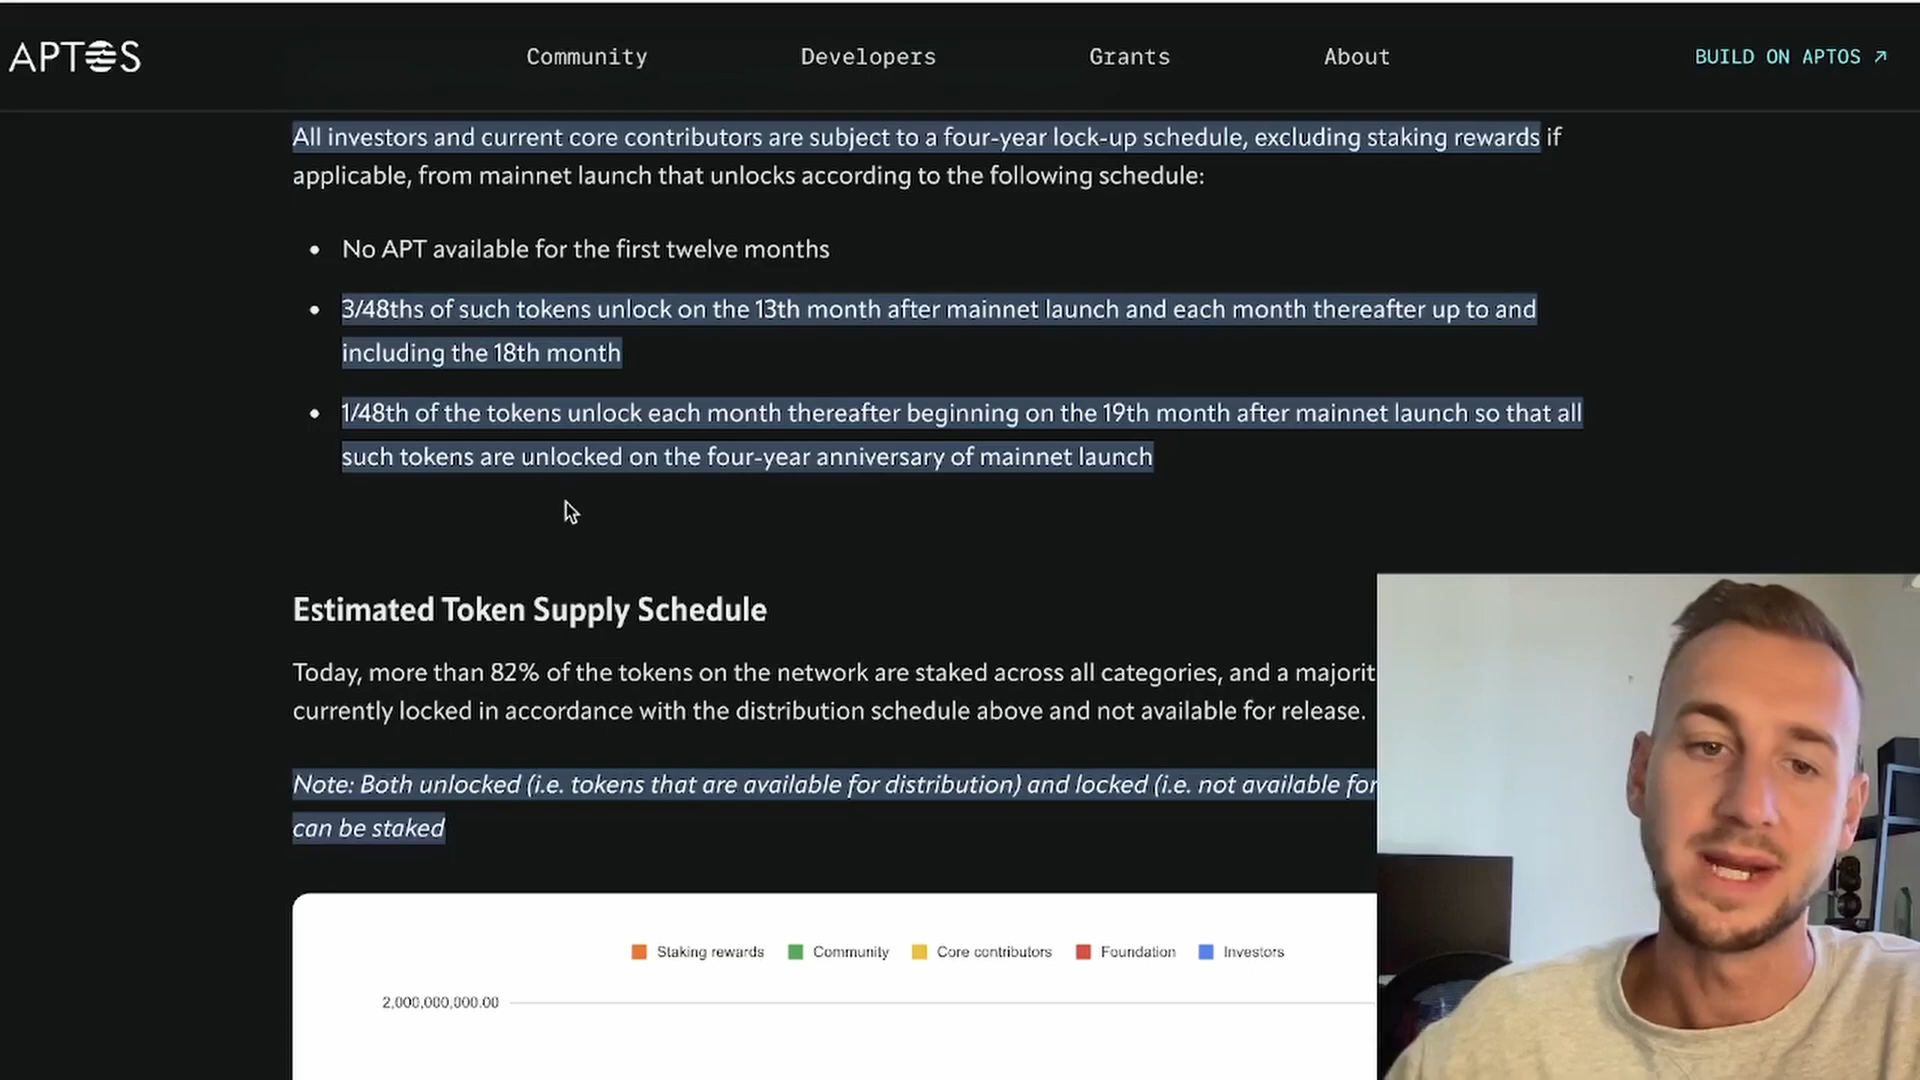 APTOS
Community
Developers
Grants
About
BUILD ON APTOS ↗
All investors and current core contributors are subject to a four-year lock-up schedule, excluding staking rewards if
applicable, from mainnet launch that unlocks according to the following schedule:
• No APT available for the first twelve months
• 3/48ths of such tokens unlock on the 13th month after mainnet launch and each month thereafter up to and
including the 18th month
• 1/48th of the tokens unlock each month thereafter beginning on the 19th month after mainnet launch so that all
such tokens are unlocked on the four-year anniversary of mainnet launch
Estimated Token Supply Schedule
Today, more than 82% of the tokens on the network are staked across all categories, and a majorit
currently locked in accordance with the distribution schedule above and not available for release.
Note: Both unlocked (i.e. tokens that are available for distribution) and locked (i.e. not available for
can be staked
Staking rewards
Community
Core contributors
Foundation
Investors
2,000,000,000.00